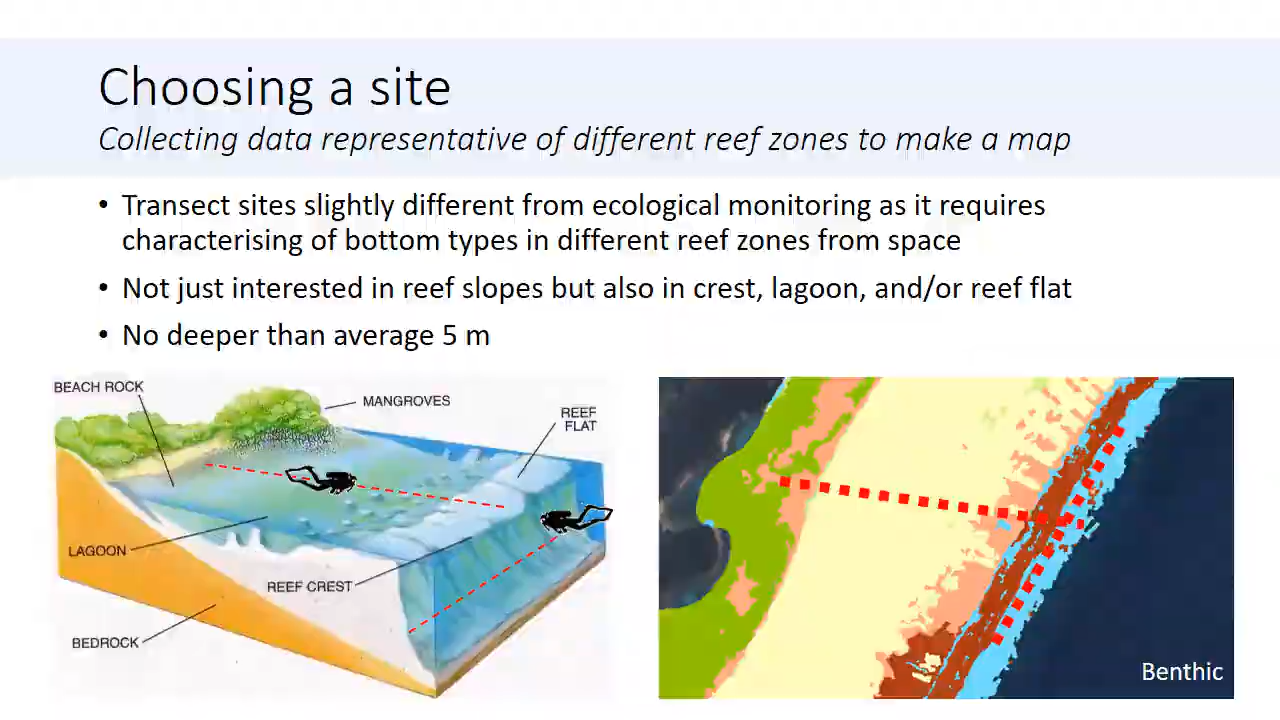 Choosing a site
Collecting data representative of different reef zones to make a map
• Transect sites slightly different from ecological monitoring as it requires
characterising of bottom types in different reef zones from space
• Not just interested in reef slopes but also in crest, lagoon, and/or reef flat
• No deeper than average 5 m
BEACH ROCK
MANGROVES
REEF
FLAT
LAGOON
REEF CREST
BEDROCK
Benthic